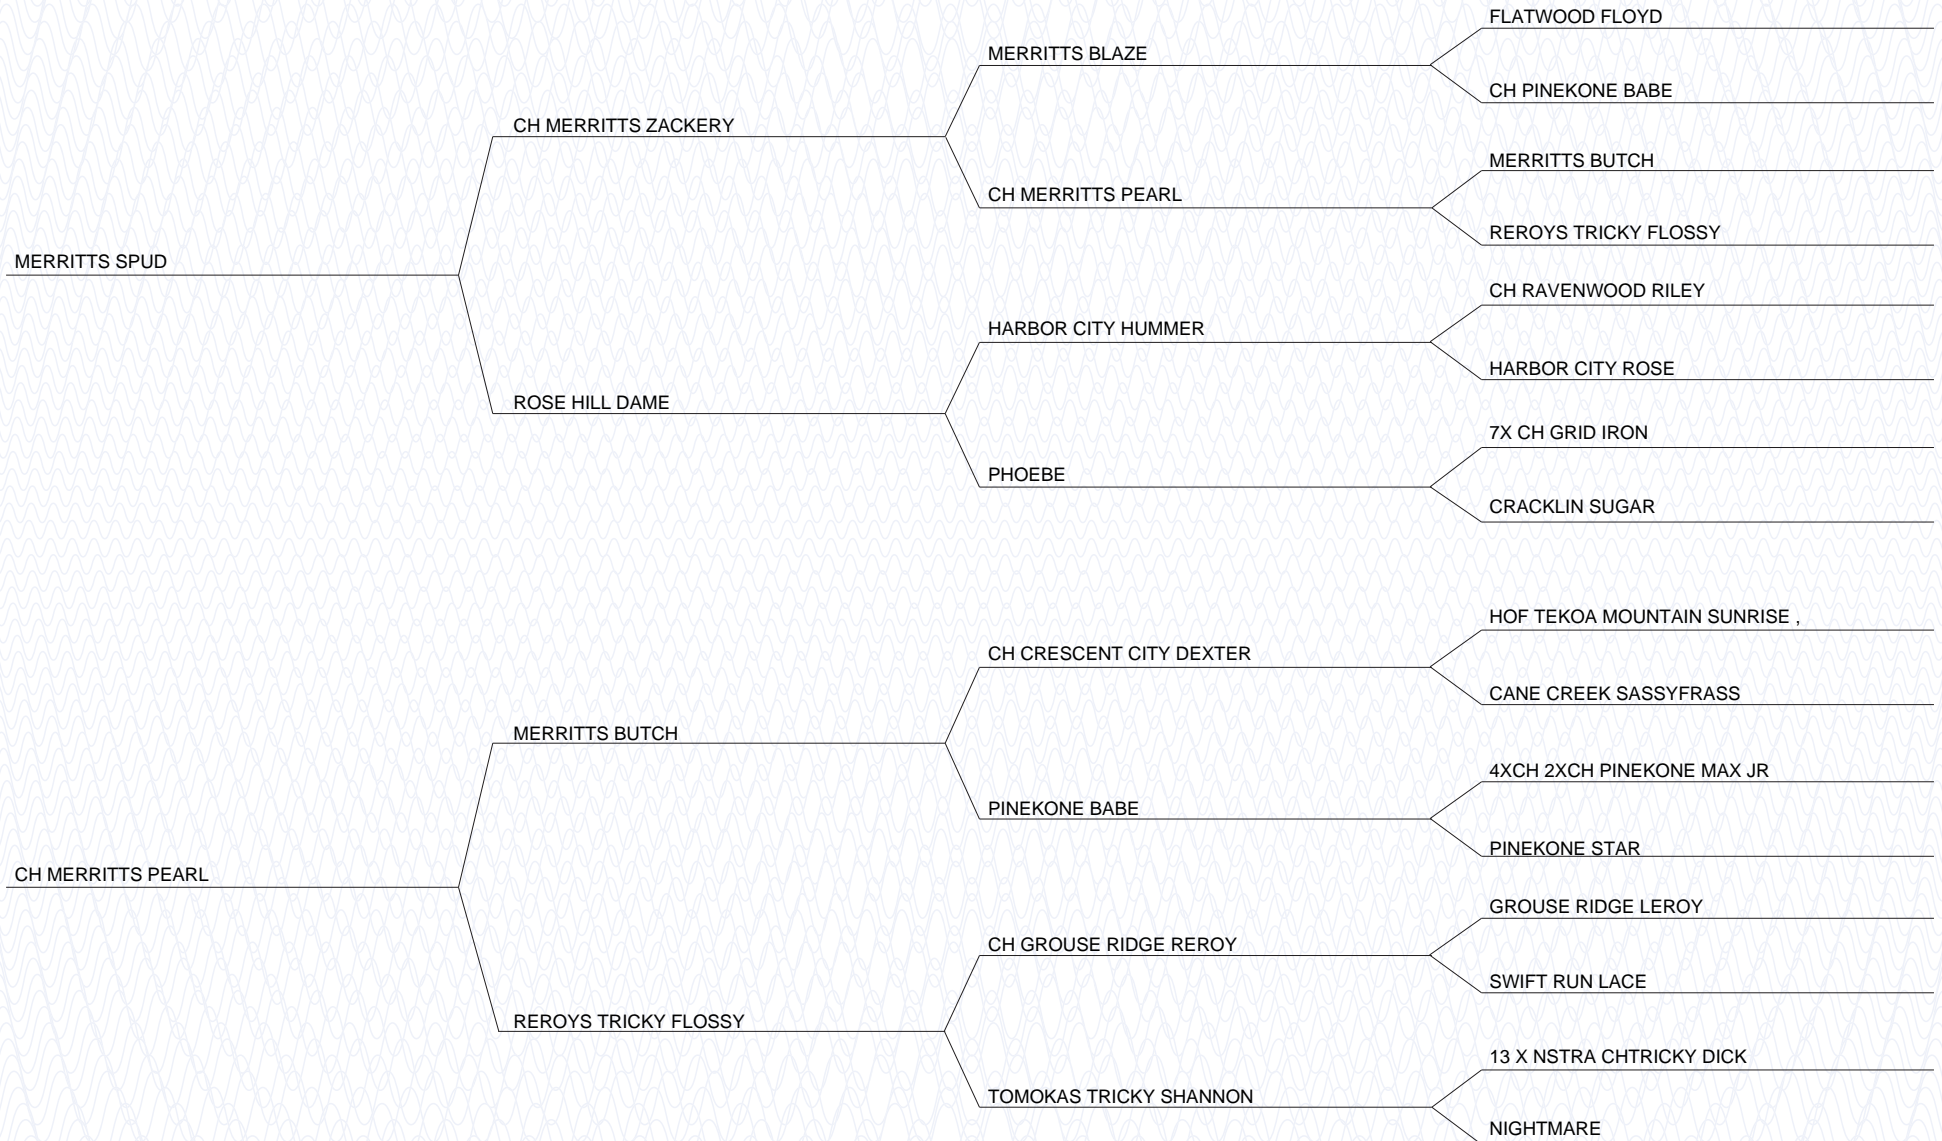 FLATWOOD FLOYD
MERRITTS BLAZE
CH PINEKONE BABE
CH MERRITTS ZACKERY
MERRITTS BUTCH
CH MERRITTS PEARL
REROYS TRICKY FLOSSY
MERRITTS SPUD
CH RAVENWOOD RILEY
HARBOR CITY HUMMER
HARBOR CITY ROSE
ROSE HILL DAME
7X CH GRID IRON
PHOEBE
CRACKLIN SUGAR
HOF TEKOA MOUNTAIN SUNRISE ,
CH CRESCENT CITY DEXTER
CANE CREEK SASSYFRASS
MERRITTS BUTCH
4XCH 2XCH PINEKONE MAX JR
PINEKONE BABE
PINEKONE STAR
CH MERRITTS PEARL
GROUSE RIDGE LEROY
CH GROUSE RIDGE REROY
SWIFT RUN LACE
REROYS TRICKY FLOSSY
13 X NSTRA CHTRICKY DICK
TOMOKAS TRICKY SHANNON
NIGHTMARE